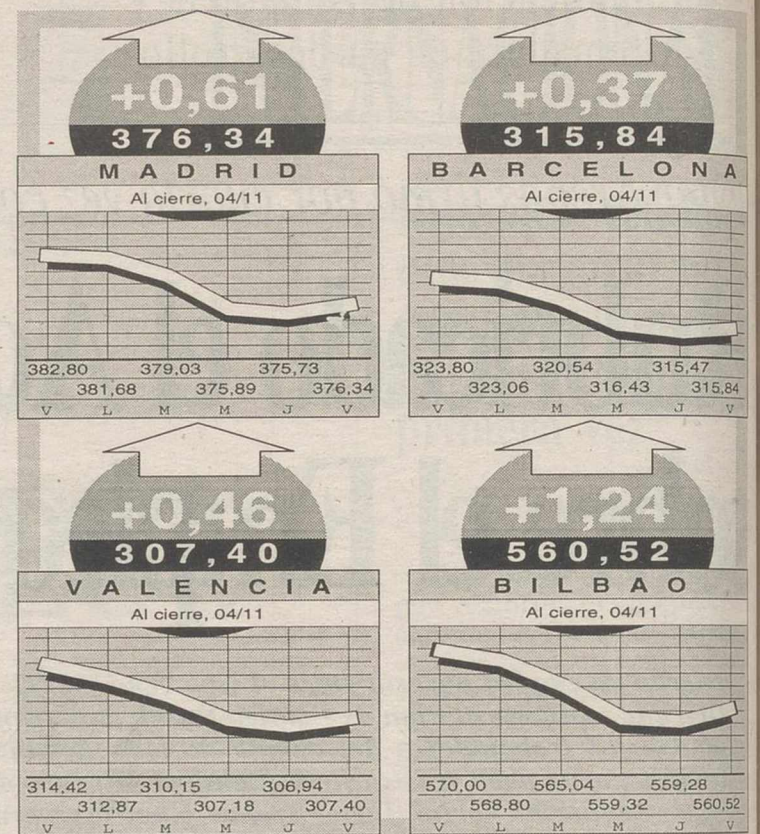 +0,61
376,34
MADRID
Al cierre, 04/11
382,80 379,03 375,73
381,68 375,89 376,34
V L M M J V
+0,37
315,84
BARCELONA
Al cierre, 04/11
323,80 320,54 315,47
323,06 316,43 315,84
V L M M J V
+0,46
307,40
VALENCIA
Al cierre, 04/11
314,42 310,15 306,94
312,87 307,18 307,40
V L M M J V
+1,24
560,52
BILBAO
Al cierre, 04/11
570,00 565,04 559,28
568,80 559,32 560,52
V L M M J V